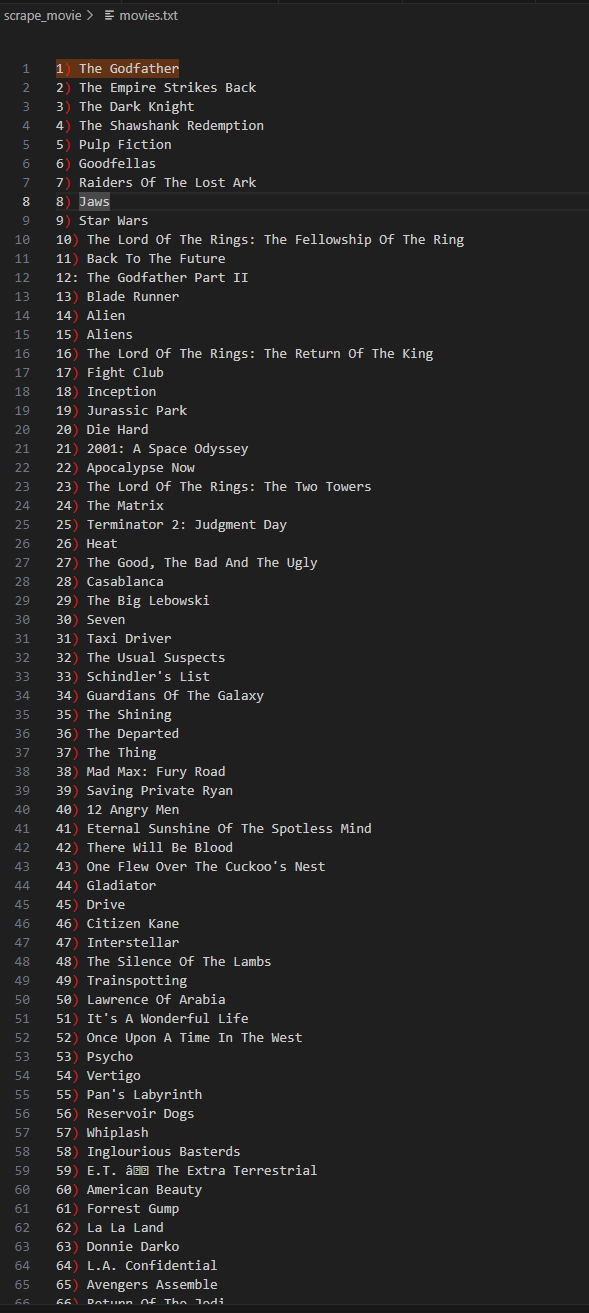 scrape_movie > movies.txt
1 1) The Godfather
2 2) The Empire Strikes Back
3 3) The Dark Knight
4 4) The Shawshank Redemption
5 5) Pulp Fiction
6 6) Goodfellas
7 7) Raiders Of The Lost Ark
8 8) Jaws
9 9) Star Wars
10 10) The Lord Of The Rings: The Fellowship Of The Ring
11 11) Back To The Future
12 12: The Godfather Part II
13 13) Blade Runner
14 14) Alien
15 15) Aliens
16 16) The Lord Of The Rings: The Return Of The King
17 17) Fight Club
18 18) Inception
19 19) Jurassic Park
20 20) Die Hard
21 21) 2001: A Space Odyssey
22 22) Apocalypse Now
23 23) The Lord Of The Rings: The Two Towers
24 24) The Matrix
25 25) Terminator 2: Judgment Day
26 26) Heat
27 27) The Good, The Bad And The Ugly
28 28) Casablanca
29 29) The Big Lebowski
30 30) Seven
31 31) Taxi Driver
32 32) The Usual Suspects
33 33) Schindler's List
34 34) Guardians Of The Galaxy
35 35) The Shining
36 36) The Departed
37 37) The Thing
38 38) Mad Max: Fury Road
39 39) Saving Private Ryan
40 40) 12 Angry Men
41 41) Eternal Sunshine Of The Spotless Mind
42 42) There Will Be Blood
43 43) One Flew Over The Cuckoo's Nest
44 44) Gladiator
45 45) Drive
46 46) Citizen Kane
47 47) Interstellar
48 48) The Silence Of The Lambs
49 49) Trainspotting
50 50) Lawrence Of Arabia
51 51) It's A Wonderful Life
52 52) Once Upon A Time In The West
53 53) Psycho
54 54) Vertigo
55 55) Pan's Labyrinth
56 56) Reservoir Dogs
57 57) Whiplash
58 58) Inglourious Basterds
59 59) E.T. â The Extra Terrestrial
60 60) American Beauty
61 61) Forrest Gump
62 62) La La Land
63 63) Donnie Darko
64 64) L.A. Confidential
65 65) Avengers Assemble
66 66) Return Of The Jedi